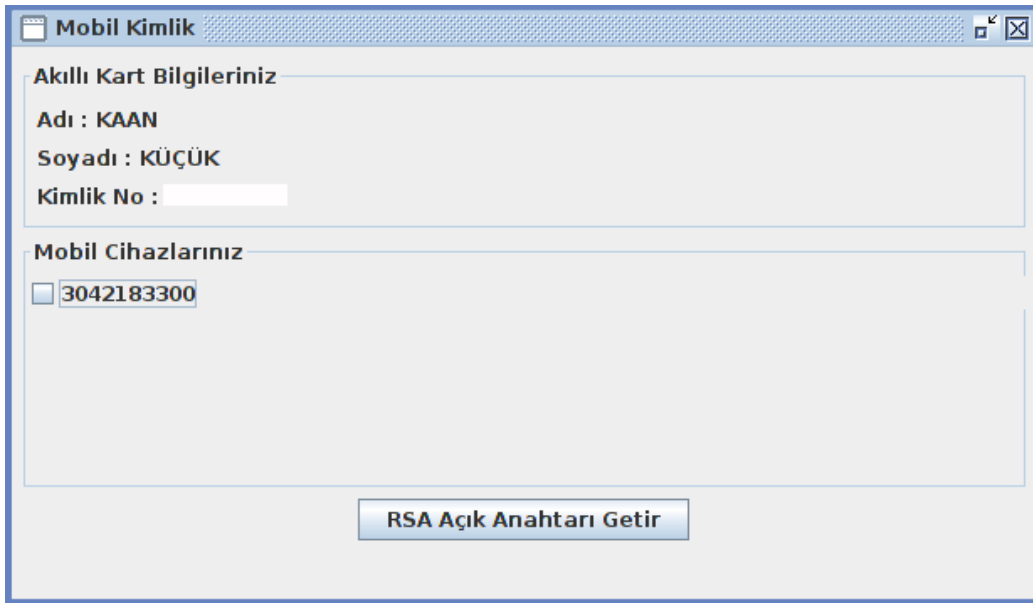 Mobil Kimlik
Akıllı Kart Bilgileriniz
Adı : KAAN
Soyadı : KÜÇÜK
Kimlik No :
Mobil Cihazlarınız
3042183300
RSA Açık Anahtarı Getir